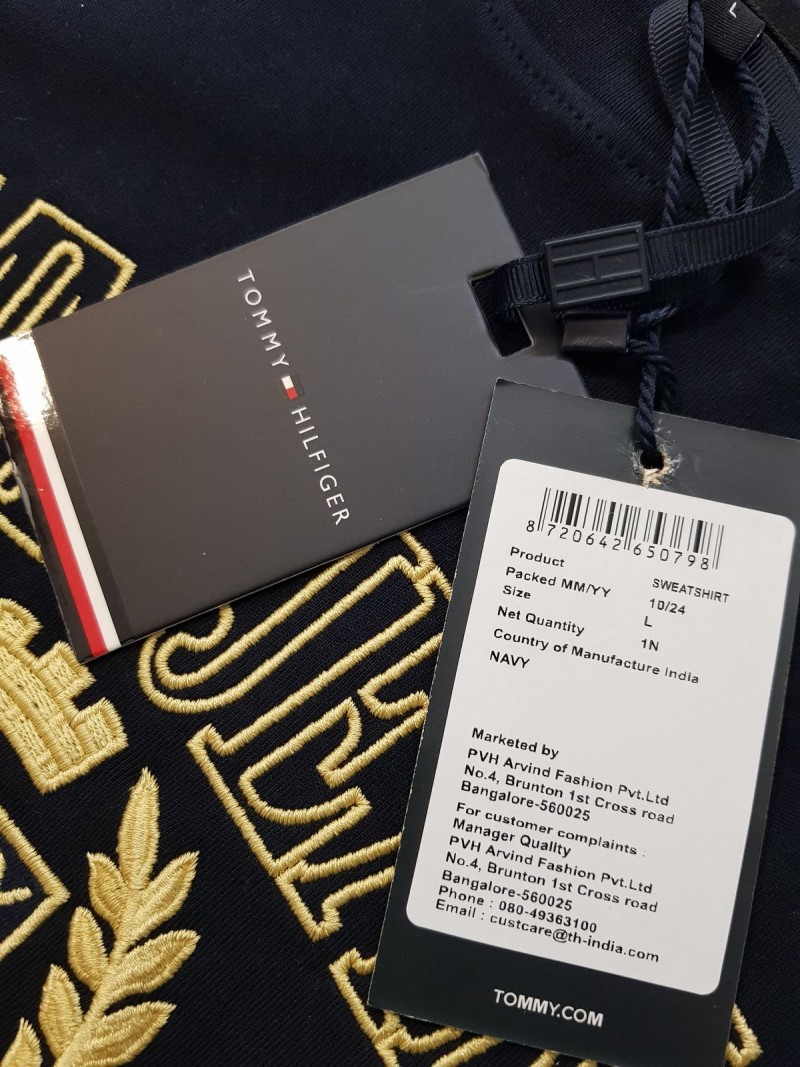 L
TOMMY HILFIGER
8 720642 650798
Product SWEATSHIRT
Packed MM/YY 10/24
Size L
Net Quantity 1N
Country of Manufacture India
NAVY
Marketed by
PVH Arvind Fashion Pvt.Ltd
No.4, Brunton 1st Cross road
Bangalore-560025
For customer complaints :
Manager Quality
PVH Arvind Fashion Pvt.Ltd
No.4, Brunton 1st Cross road
Bangalore-560025
Phone : 080-49363100
Email : custcare@th-india.com
TOMMY.COM